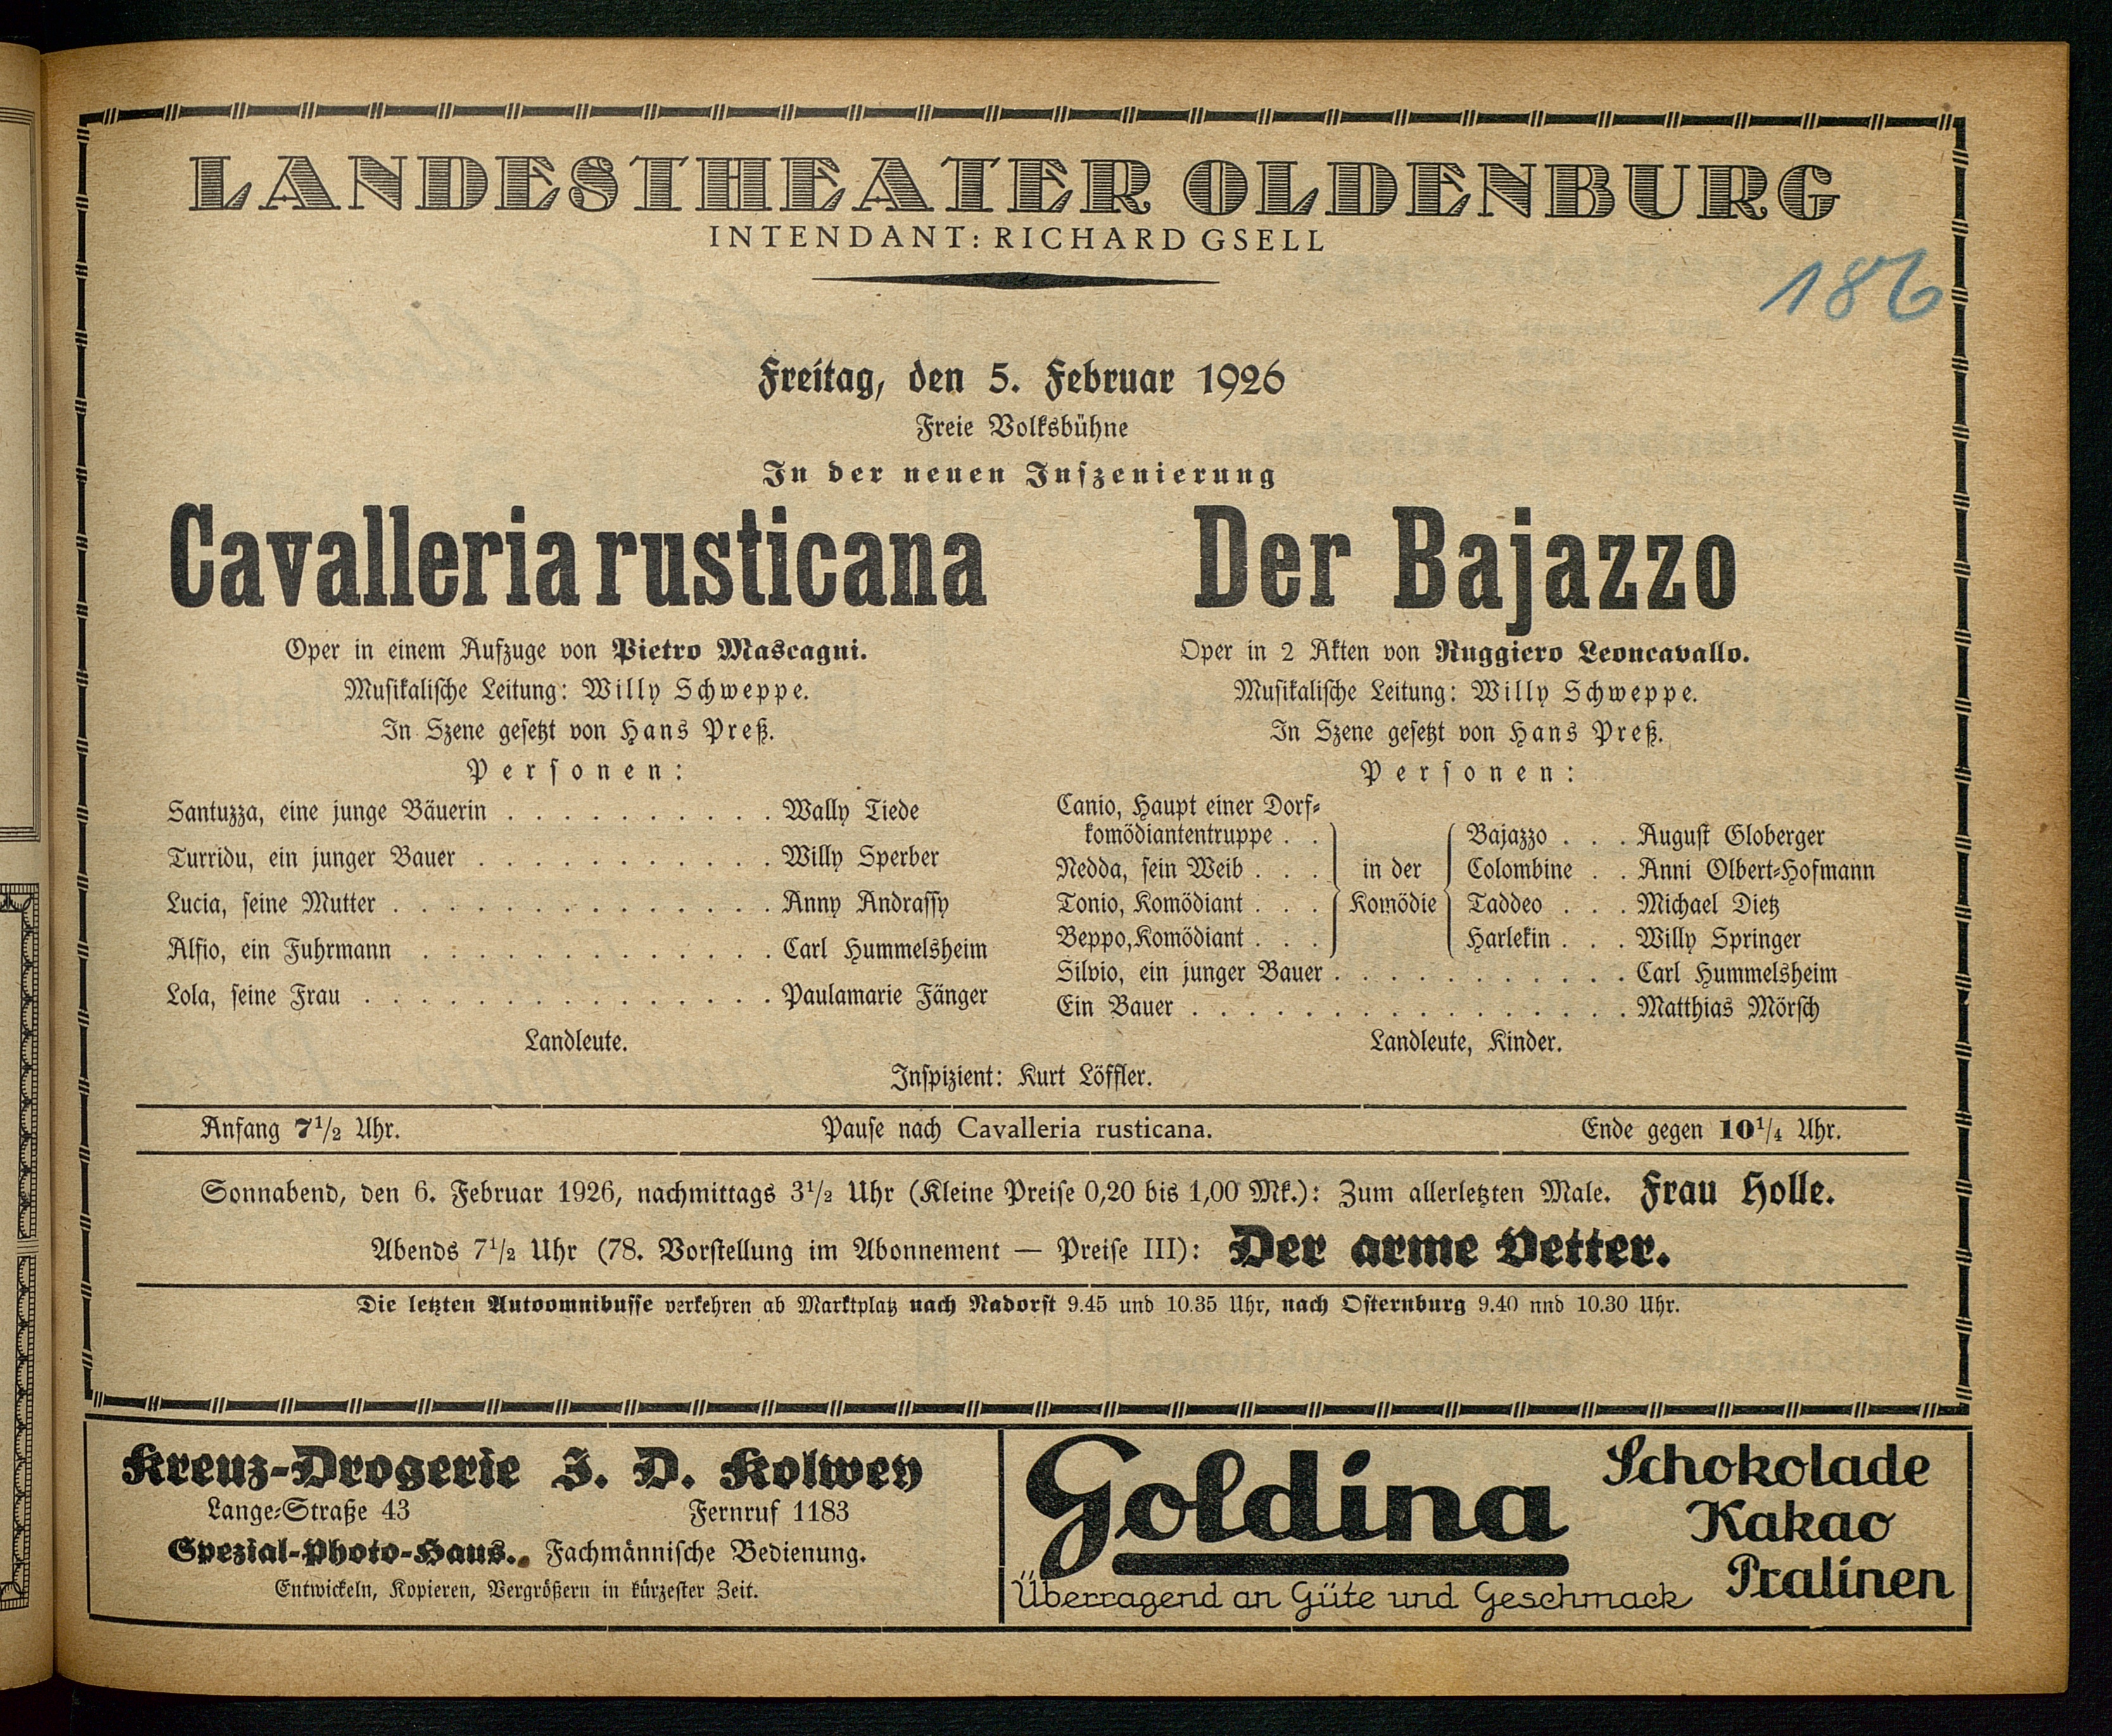 LANDESTHEATER OLDENBURG
INTENDANT: RICHARD GSELL
186
Freitag, den 5. Februar 1926
Freie Volksbühne
In der neuen Inszenierung
Cavalleria rusticana
Oper in einem Aufzuge von Pietro Mascagni.
Musikalische Leitung: Willy Schweppe.
In Szene gesetzt von Hans Preß.
Personen:
Santuzza, eine junge Bäuerin . . . . . . . . . . Wally Tiede
Turridu, ein junger Bauer . . . . . . . . . . . Willy Sperber
Lucia, seine Mutter . . . . . . . . . . . . . . Anny Andrassy
Alfio, ein Fuhrmann . . . . . . . . . . . . . Carl Hummelsheim
Lola, seine Frau . . . . . . . . . . . . . . . Paulamarie Fänger
Landleute.
Der Bajazzo
Oper in 2 Akten von Ruggiero Leoncavallo.
Musikalische Leitung: Willy Schweppe.
In Szene gesetzt von Hans Preß.
Personen:
Canio, Haupt einer Dorf-
komödiantentruppe . . Bajazzo . . . August Globerger
Nedda, sein Weib . . . in der Colombine . . Anni Olbert-Hofmann
Tonio, Komödiant . . . Komödie Taddeo . . . Michael Dietz
Beppo, Komödiant . . . Harlekin . . . Willy Springer
Silvio, ein junger Bauer . . . . . . . . . . . Carl Hummelsheim
Ein Bauer . . . . . . . . . . . . . . . . Matthias Mörsch
Landleute, Kinder.
Inspizient: Kurt Löffler.
Anfang 7 1/2 Uhr. Pause nach Cavalleria rusticana. Ende gegen 10 1/4 Uhr.
Sonnabend, den 6. Februar 1926, nachmittags 3 1/2 Uhr (Kleine Preise 0,20 bis 1,00 Mk.): Zum allerletzten Male. Frau Holle.
Abends 7 1/2 Uhr (78. Vorstellung im Abonnement — Preise III): Der arme Vetter.
Die letzten Autoomnibusse verkehren ab Marktplatz nach Nadorst 9.45 und 10.35 Uhr, nach Osternburg 9.40 nnd 10.30 Uhr.
Kreuz-Drogerie J. D. Kolwey
Lange-Straße 43 Fernruf 1183
Spezial-Photo-Haus. Fachmännische Bedienung.
Entwickeln, Kopieren, Vergrößern in kürzester Zeit.
Goldina
Überragend an Güte und Geschmack
Schokolade
Kakao
Pralinen